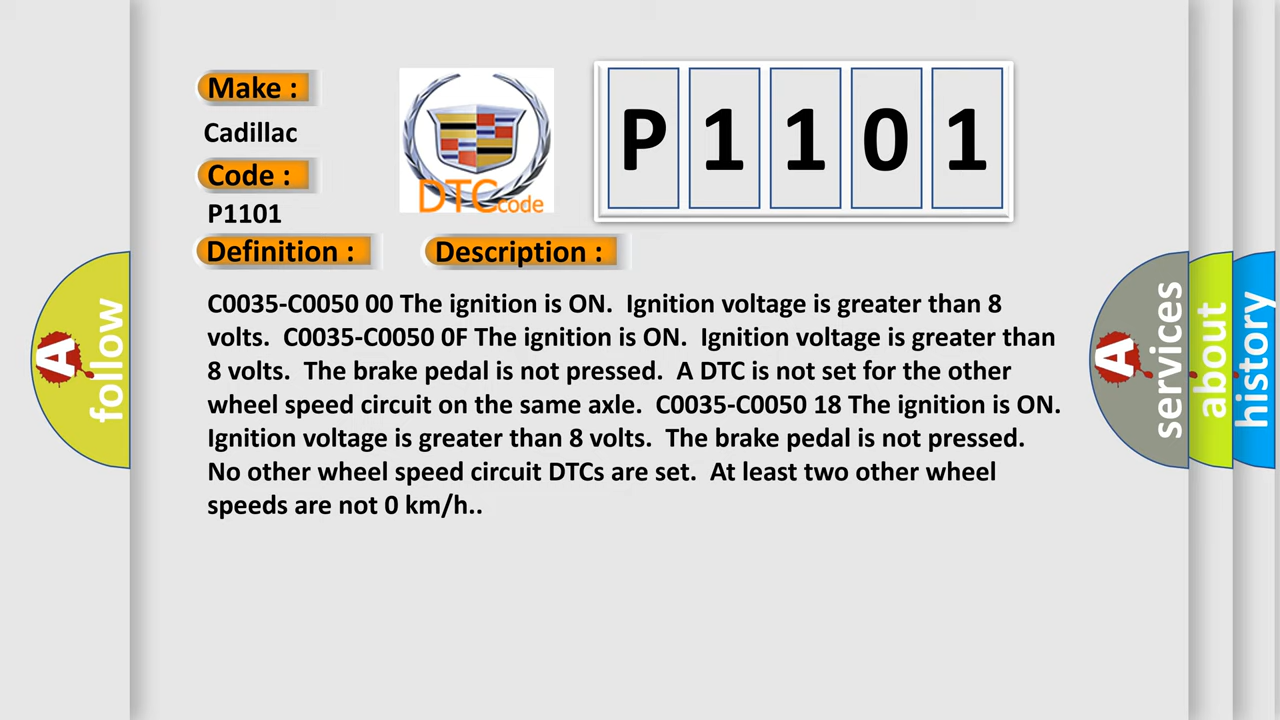 Make :
Cadillac
Code :
P1101
DTCcode
P1101
Definition :
Description :
C0035-C0050 00 The ignition is ON. Ignition voltage is greater than 8
volts. C0035-C0050 0F The ignition is ON. Ignition voltage is greater than
8 volts. The brake pedal is not pressed. A DTC is not set for the other
wheel speed circuit on the same axle. C0035-C0050 18 The ignition is ON.
Ignition voltage is greater than 8 volts. The brake pedal is not pressed.
No other wheel speed circuit DTCs are set. At least two other wheel
speeds are not 0 km/h..
A follow
A services
about
history